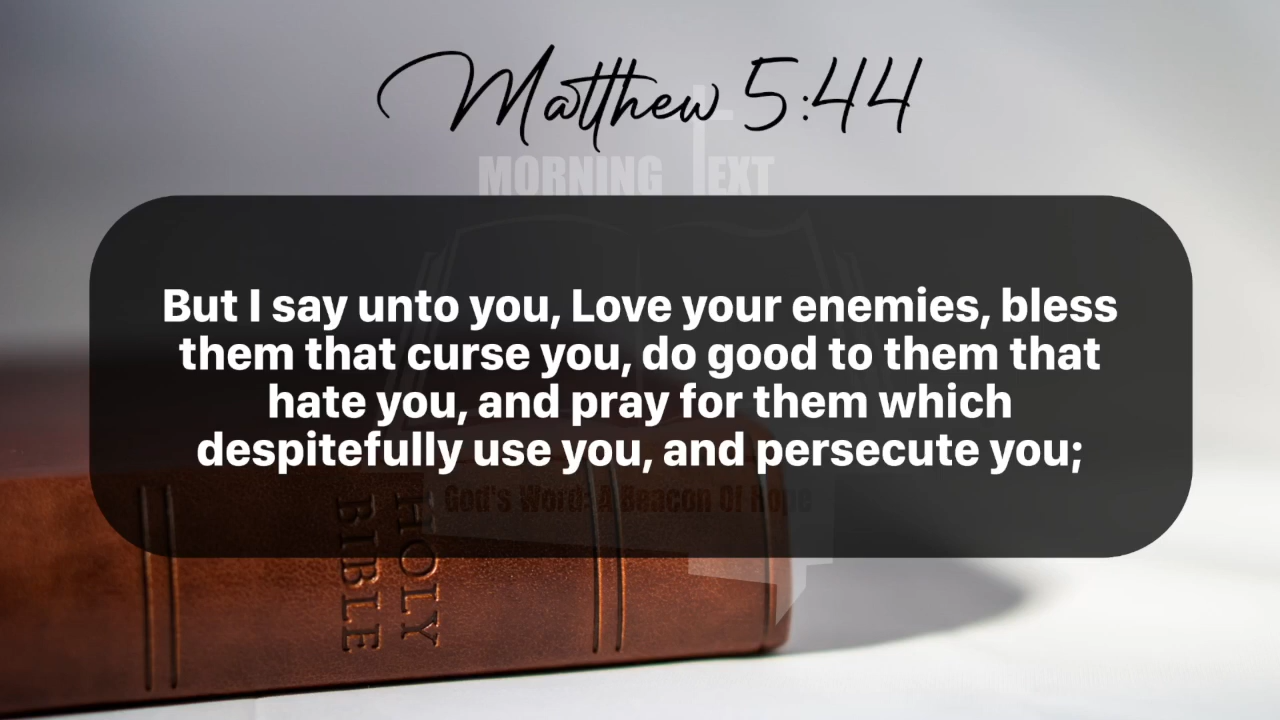 Matthew 5:44
MORNING TEXT
But I say unto you, Love your enemies, bless
them that curse you, do good to them that
hate you, and pray for them which
despitefully use you, and persecute you;
God's Word: A Beacon Of Hope
HOLY
BIBLE